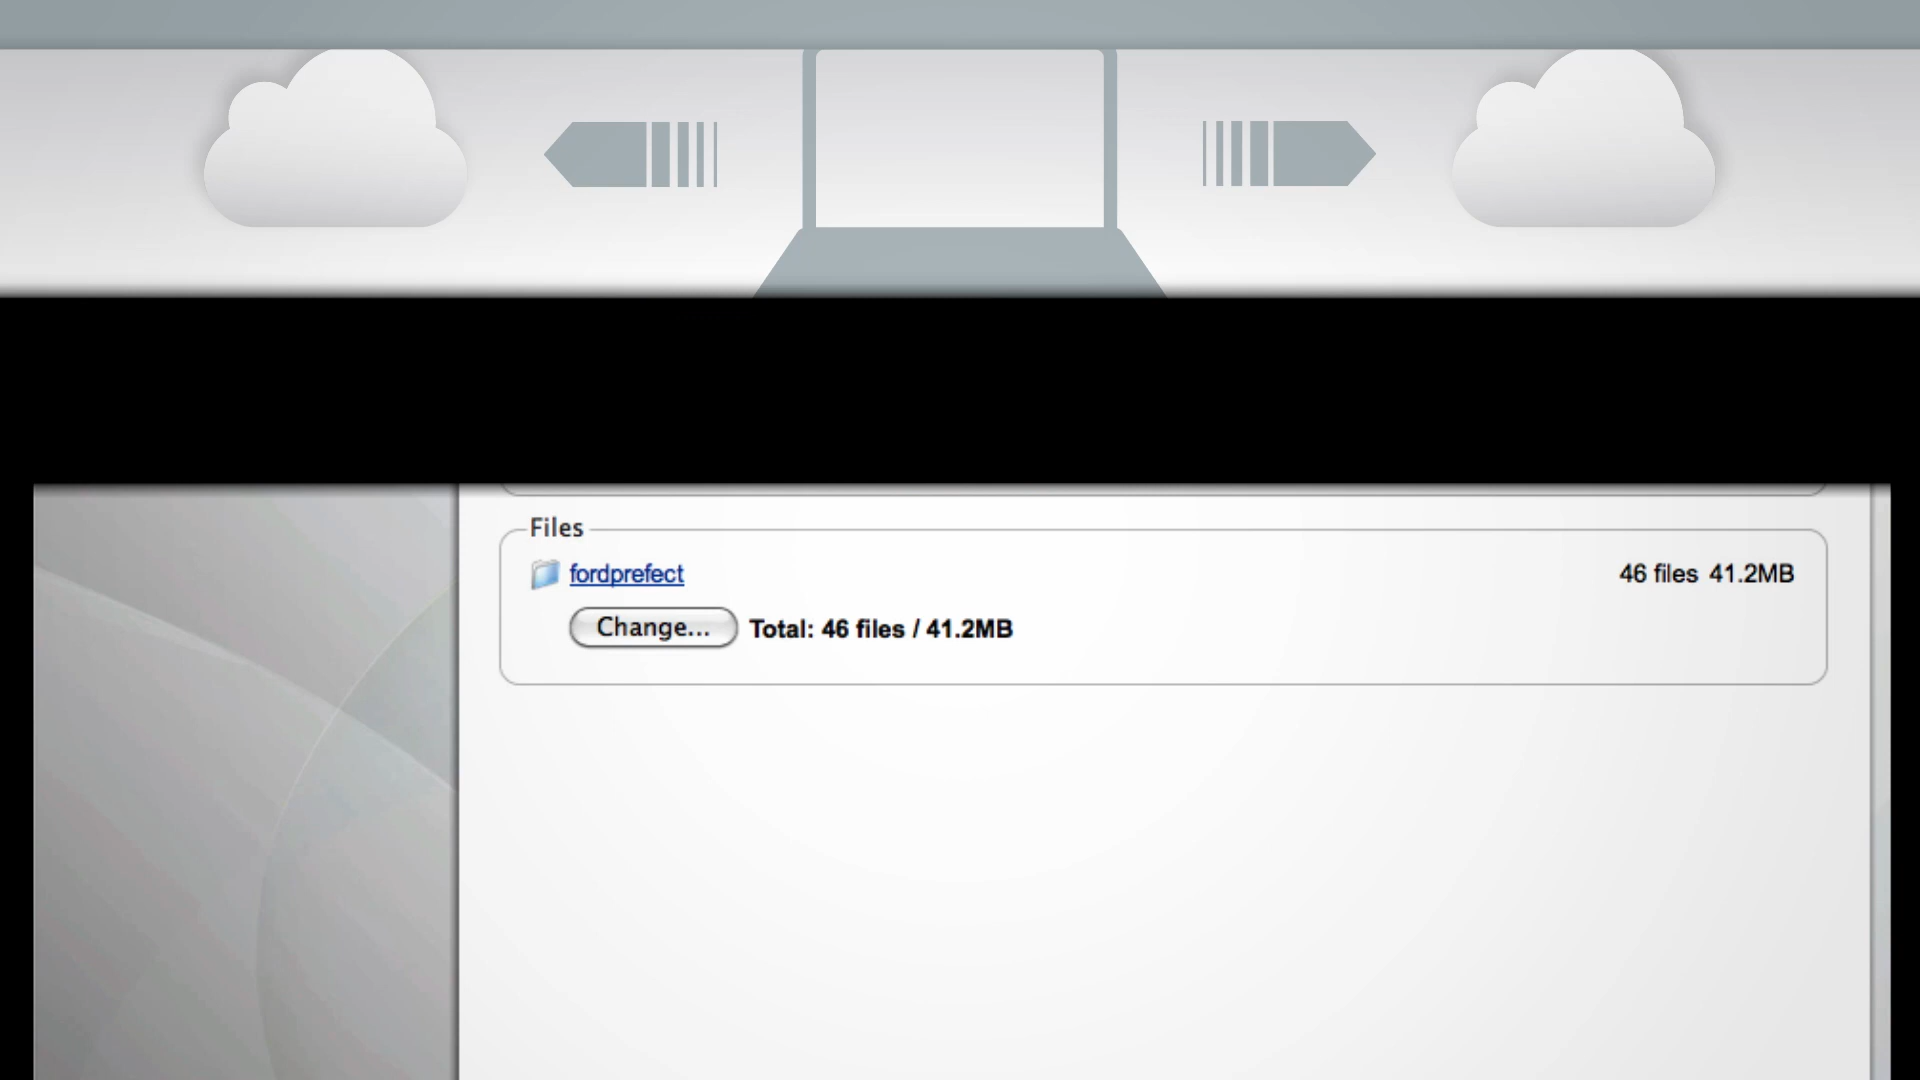 Files
fordprefect
46 files 41.2MB
Change...
Total: 46 files / 41.2MB